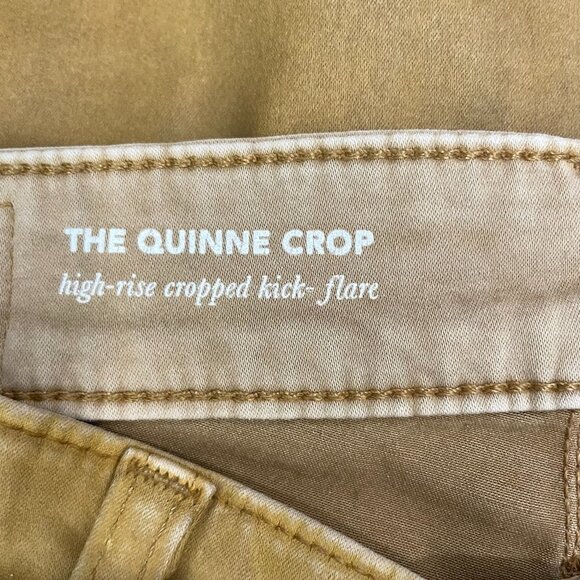 THE QUINNE CROP
high-rise cropped kick- flare